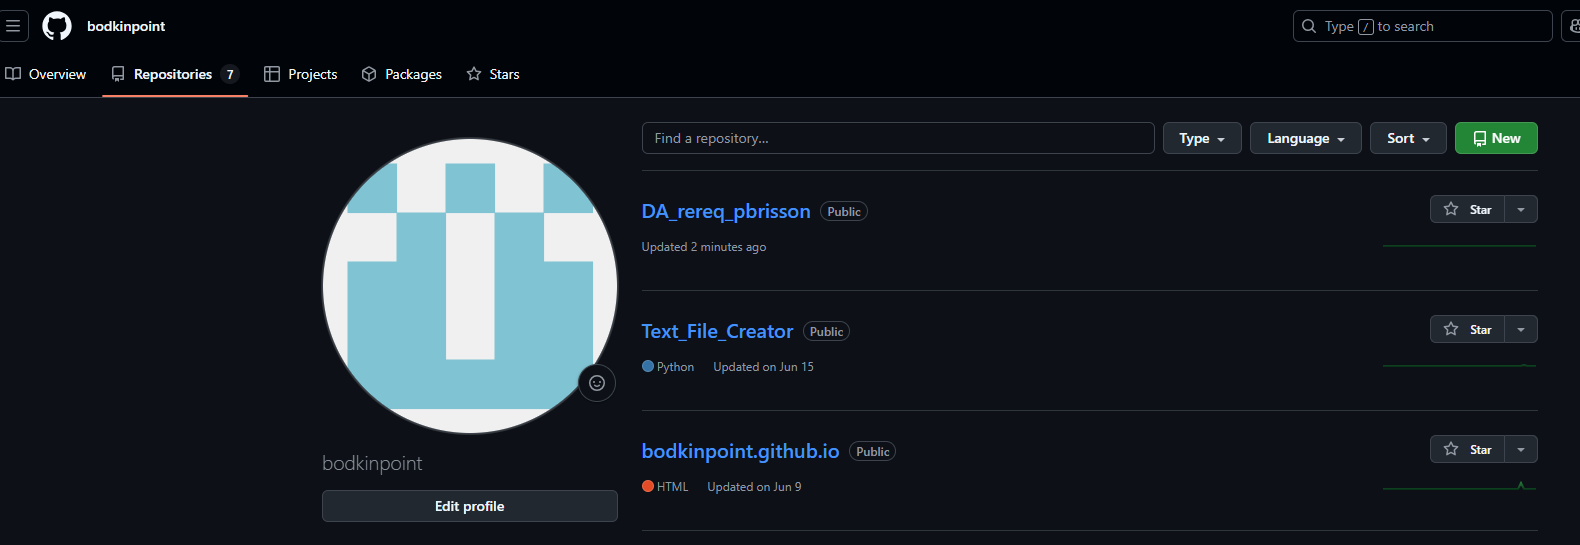 bodkinpoint
Type / to search
Overview Repositories 7 Projects Packages Stars
Find a repository...
Type Language Sort New
DA_rereq_pbrisson Public
Star
Updated 2 minutes ago
Text_File_Creator Public
Star
Python Updated on Jun 15
bodkinpoint.github.io Public
Star
HTML Updated on Jun 9
bodkinpoint
Edit profile